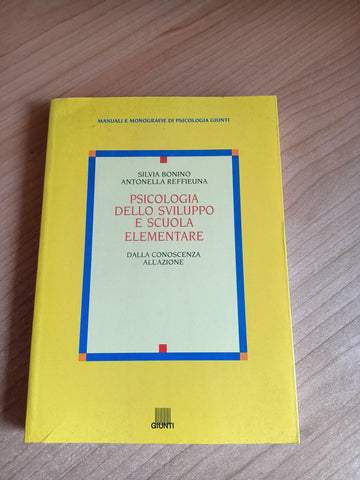 MANUALI E MONOGRAFIE DI PSICOLOGIA GIUNTI
SILVIA BONINO
ANTONELLA REFFIEUNA
PSICOLOGIA
DELLO SVILUPPO
E SCUOLA
ELEMENTARE
DALLA CONOSCENZA
ALL'AZIONE
GIUNTI